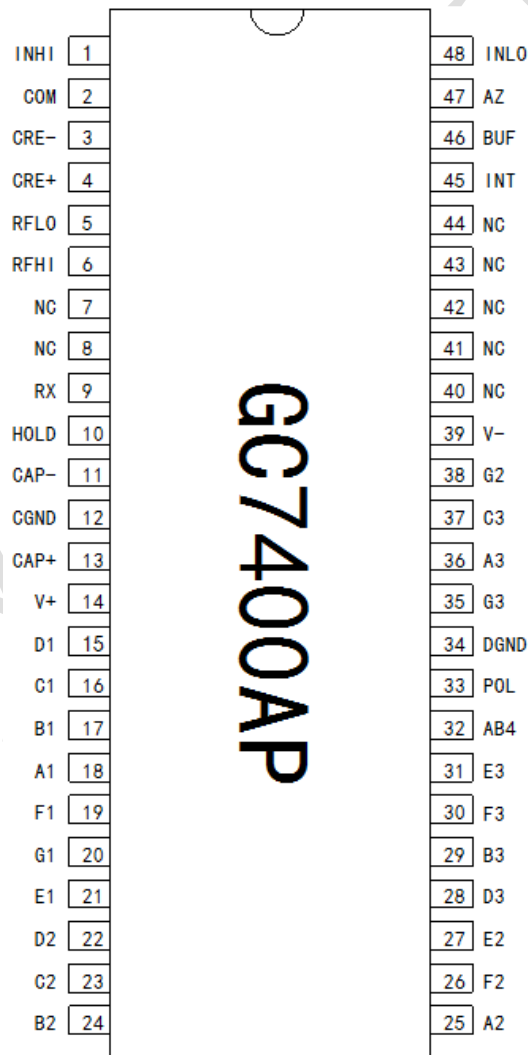 INHI 1 48 INLO
COM 2 47 AZ
CRE- 3 46 BUF
CRE+ 4 45 INT
RFLO 5 44 NC
RFHI 6 43 NC
NC 7 42 NC
NC 8 41 NC
RX 9 40 NC
HOLD 10 39 V-
CAP- 11 38 G2
CGND 12 37 C3
CAP+ 13 36 A3
V+ 14 35 G3
D1 15 34 DGND
C1 16 33 POL
B1 17 32 AB4
A1 18 31 E3
F1 19 30 F3
G1 20 29 B3
E1 21 28 D3
D2 22 27 E2
C2 23 26 F2
B2 24 25 A2
GC7400AP